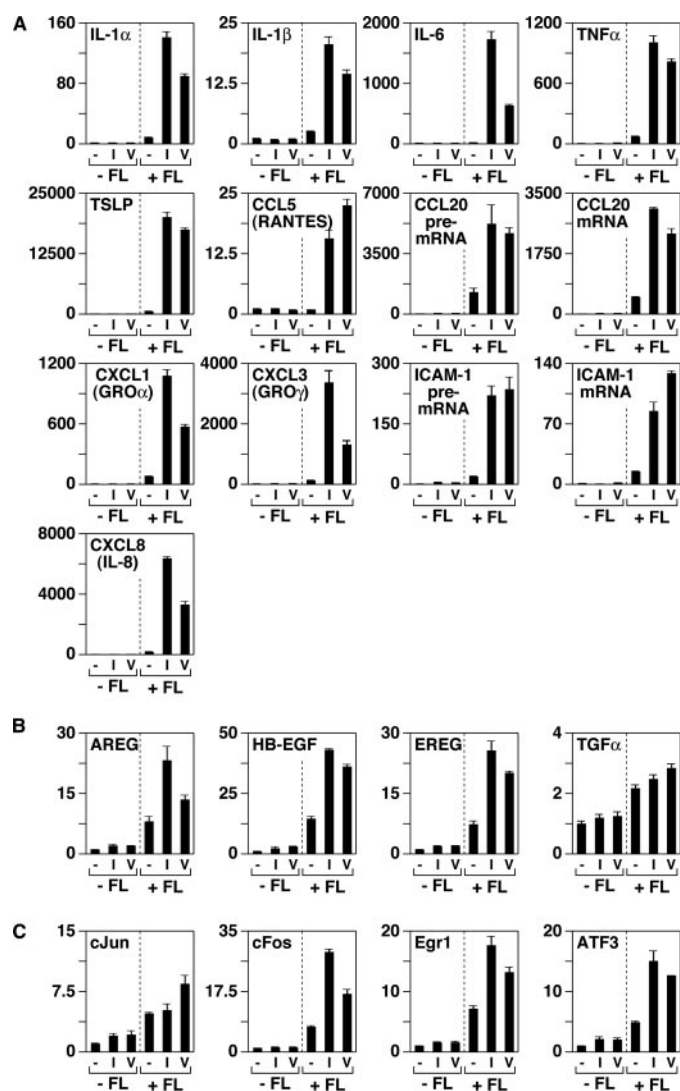 A
IL-1α
160
80
0
- I V - I V
- FL + FL
IL-1β
25
12.5
0
- I V - I V
- FL + FL
IL-6
2000
1000
0
- I V - I V
- FL + FL
TNFα
1200
600
0
- I V - I V
- FL + FL
TSLP
25000
12500
0
- I V - I V
- FL + FL
CCL5
(RANTES)
25
12.5
0
- I V - I V
- FL + FL
CCL20
pre-
mRNA
7000
3500
0
- I V - I V
- FL + FL
CCL20
mRNA
3500
1750
0
- I V - I V
- FL + FL
CXCL1
(GROα)
1200
600
0
- I V - I V
- FL + FL
CXCL3
(GROγ)
4000
2000
0
- I V - I V
- FL + FL
ICAM-1
pre-
mRNA
300
150
0
- I V - I V
- FL + FL
ICAM-1
mRNA
140
70
0
- I V - I V
- FL + FL
CXCL8
(IL-8)
8000
4000
0
- I V - I V
- FL + FL
B
AREG
30
15
0
- I V - I V
- FL + FL
HB-EGF
50
25
0
- I V - I V
- FL + FL
EREG
30
15
0
- I V - I V
- FL + FL
TGFα
4
2
0
- I V - I V
- FL + FL
C
cJun
15
7.5
0
- I V - I V
- FL + FL
cFos
35
17.5
0
- I V - I V
- FL + FL
Egr1
20
10
0
- I V - I V
- FL + FL
ATF3
20
10
0
- I V - I V
- FL + FL